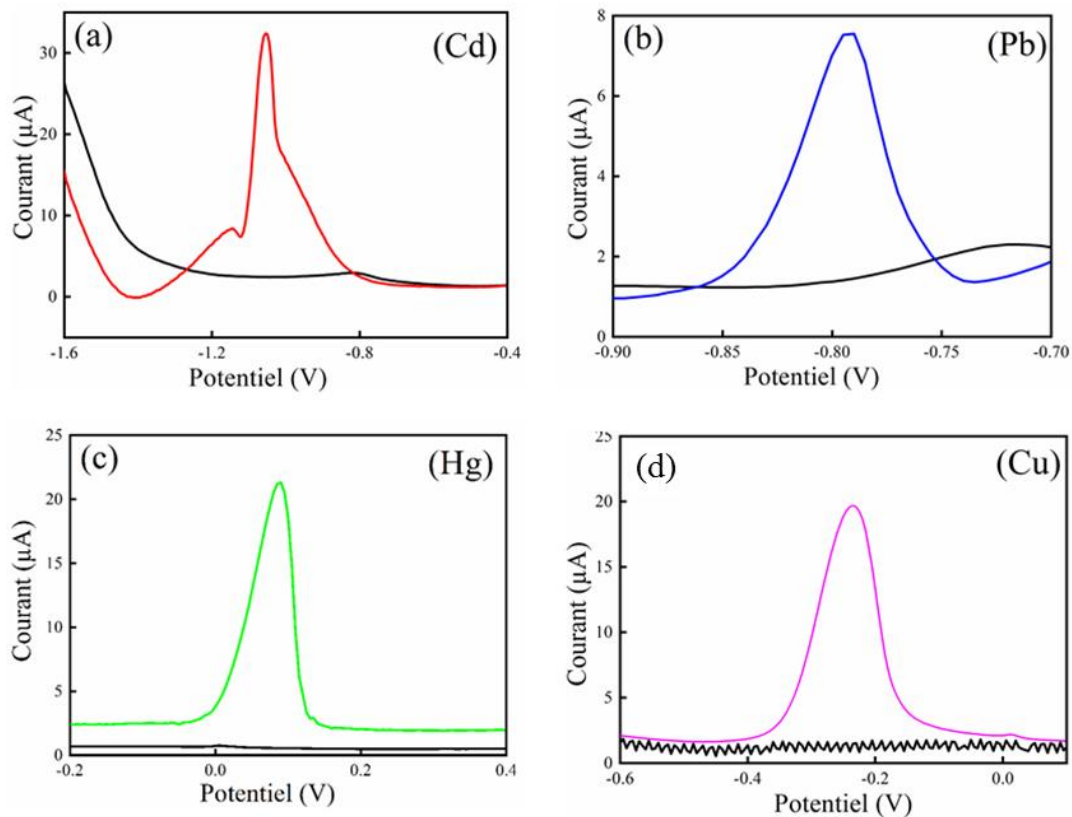 (a)
(Cd)
30
20
10
0
Courant (µA)
-1.6
-1.2
-0.8
-0.4
Potentiel (V)
(b)
(Pb)
8
6
4
2
0
Courant (µA)
-0.90
-0.85
-0.80
-0.75
-0.70
Potentiel (V)
(c)
(Hg)
25
20
15
10
5
0
Courant (µA)
-0.2
0.0
0.2
0.4
Potentiel (V)
(d)
(Cu)
25
20
15
10
5
0
Courant (µA)
-0.6
-0.4
-0.2
0.0
Potentiel (V)